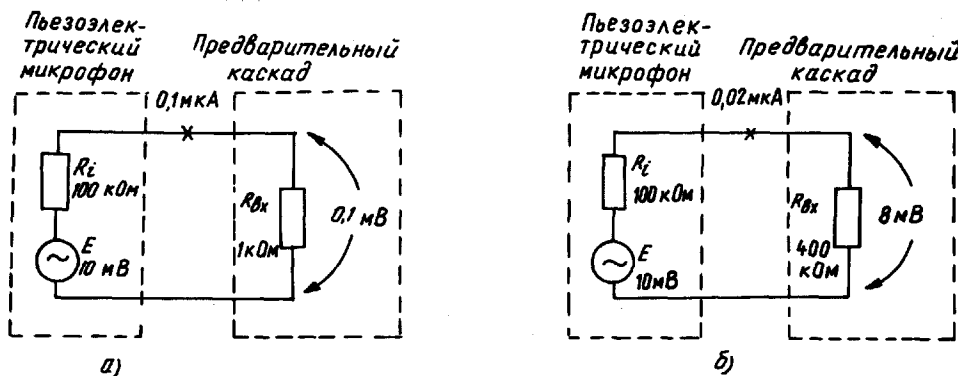 Пьезоэлек-
трический
микрофон
Предварительный
каскад
0,1мкА
Ri
100 кОм
E
10 мВ
Rвх
1кОм
0,1 мВ
а)
Пьезоэлек-
трический
микрофон
Предварительный
каскад
0,02мкА
Ri
100 кОм
E
10мВ
Rвх
400
кОм
8мВ
б)